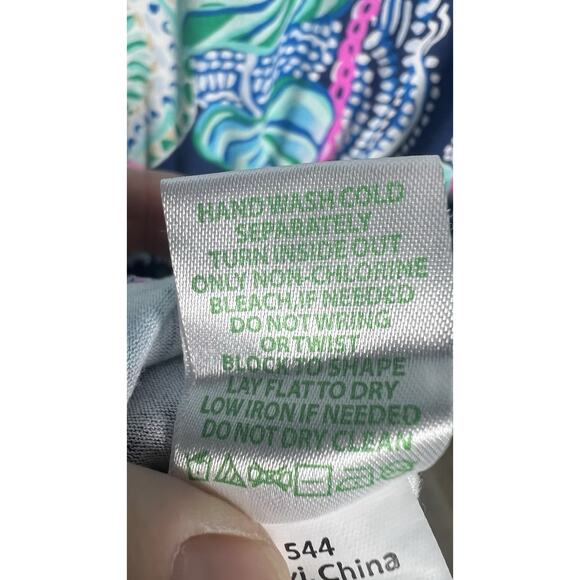 HAND WASH COLD
SEPARATELY
TURN INSIDE OUT
ONLY NON-CHLORINE
BLEACH, IF NEEDED
DO NOT WRING
OR TWIST
BLOCK TO SHAPE
LAY FLAT TO DRY
LOW IRON IF NEEDED
DO NOT DRY CLEAN
544
China